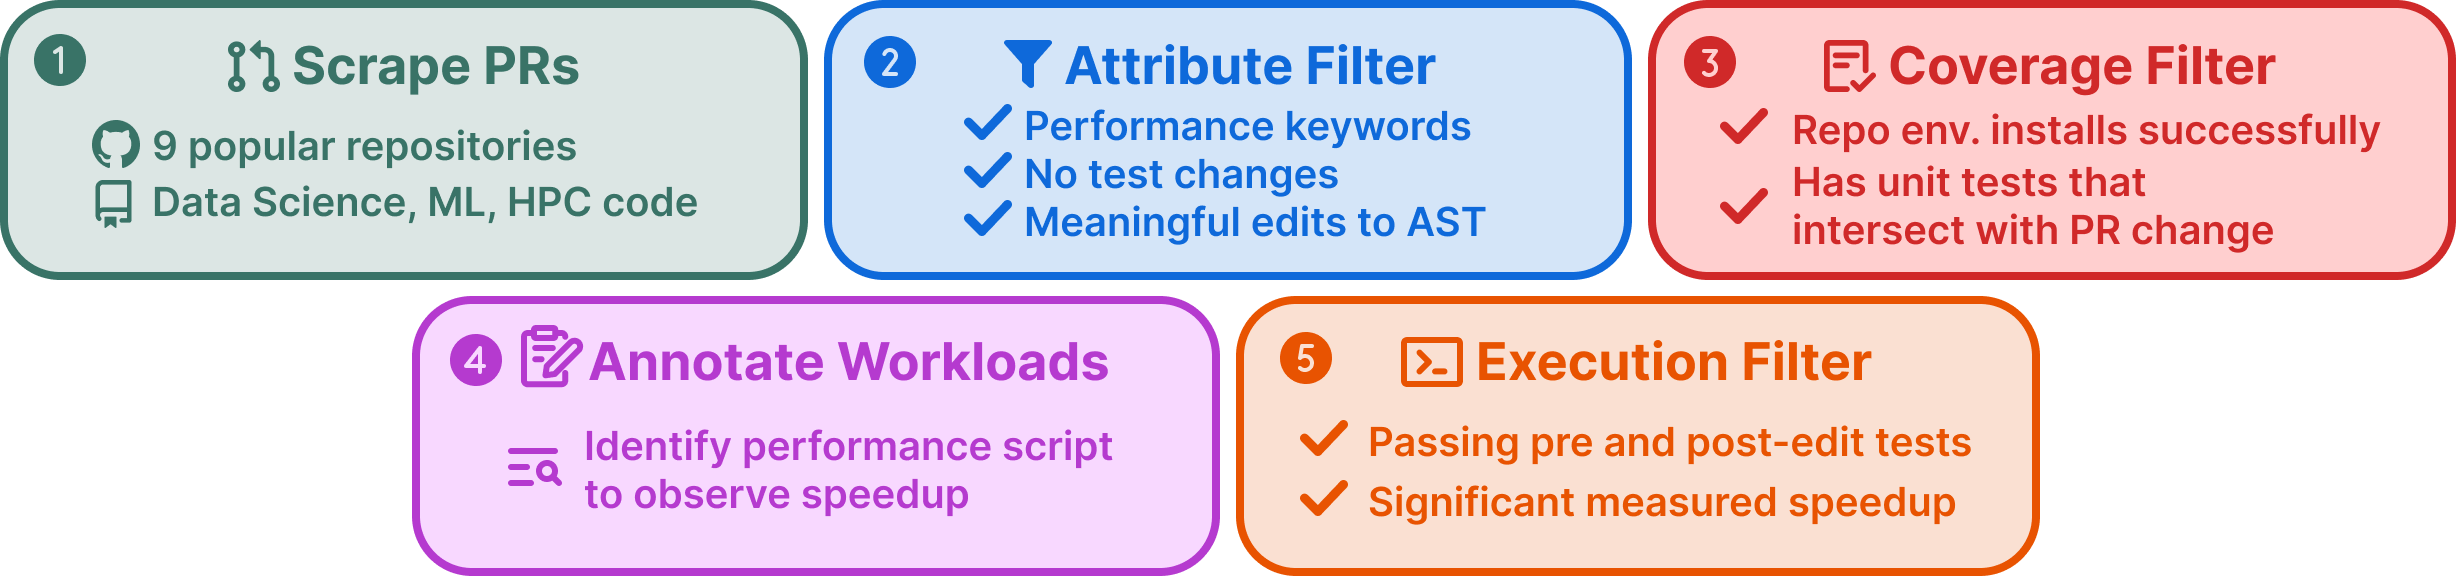 1 Scrape PRs
9 popular repositories
Data Science, ML, HPC code
2 Attribute Filter
Performance keywords
No test changes
Meaningful edits to AST
3 Coverage Filter
Repo env. installs successfully
Has unit tests that
intersect with PR change
4 Annotate Workloads
Identify performance script
to observe speedup
5 Execution Filter
Passing pre and post-edit tests
Significant measured speedup